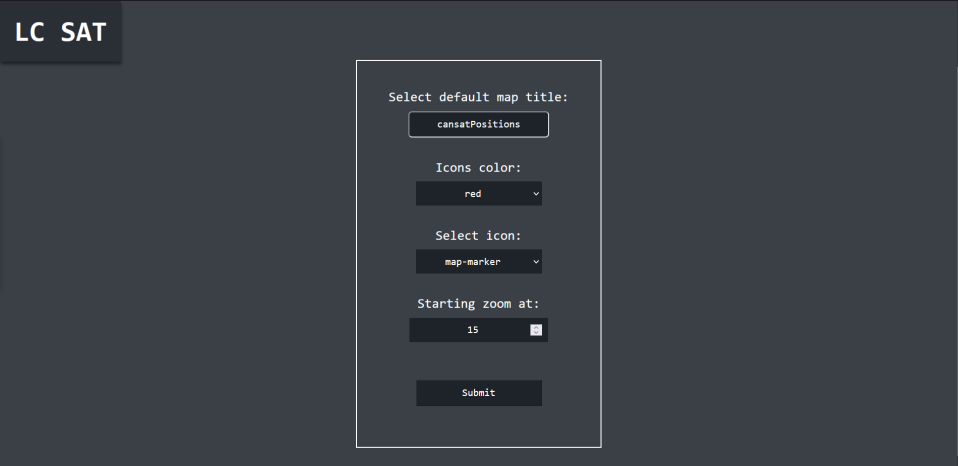 LC SAT
Select default map title:
cansatPositions
Icons color:
red
Select icon:
map-marker
Starting zoom at:
15
Submit